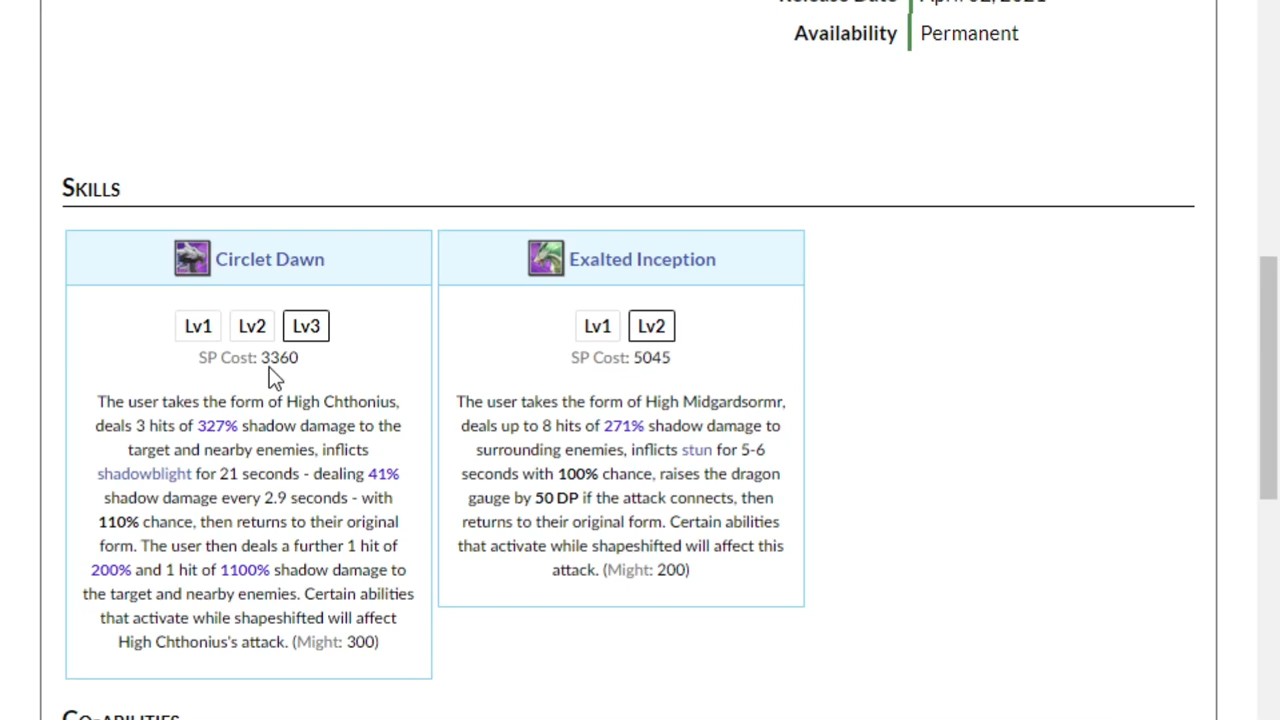 Release Date April 02, 2021
Availability Permanent
SKILLS
Circlet Dawn
Lv1 Lv2 Lv3
SP Cost: 3360
The user takes the form of High Chthonius,
deals 3 hits of 327% shadow damage to the
target and nearby enemies, inflicts
shadowblight for 21 seconds - dealing 41%
shadow damage every 2.9 seconds - with
110% chance, then returns to their original
form. The user then deals a further 1 hit of
200% and 1 hit of 1100% shadow damage to
the target and nearby enemies. Certain abilities
that activate while shapeshifted will affect
High Chthonius's attack. (Might: 300)
Exalted Inception
Lv1 Lv2
SP Cost: 5045
The user takes the form of High Midgardsormr,
deals up to 8 hits of 271% shadow damage to
surrounding enemies, inflicts stun for 5-6
seconds with 100% chance, raises the dragon
gauge by 50 DP if the attack connects, then
returns to their original form. Certain abilities
that activate while shapeshifted will affect this
attack. (Might: 200)
CO-ABILITIES